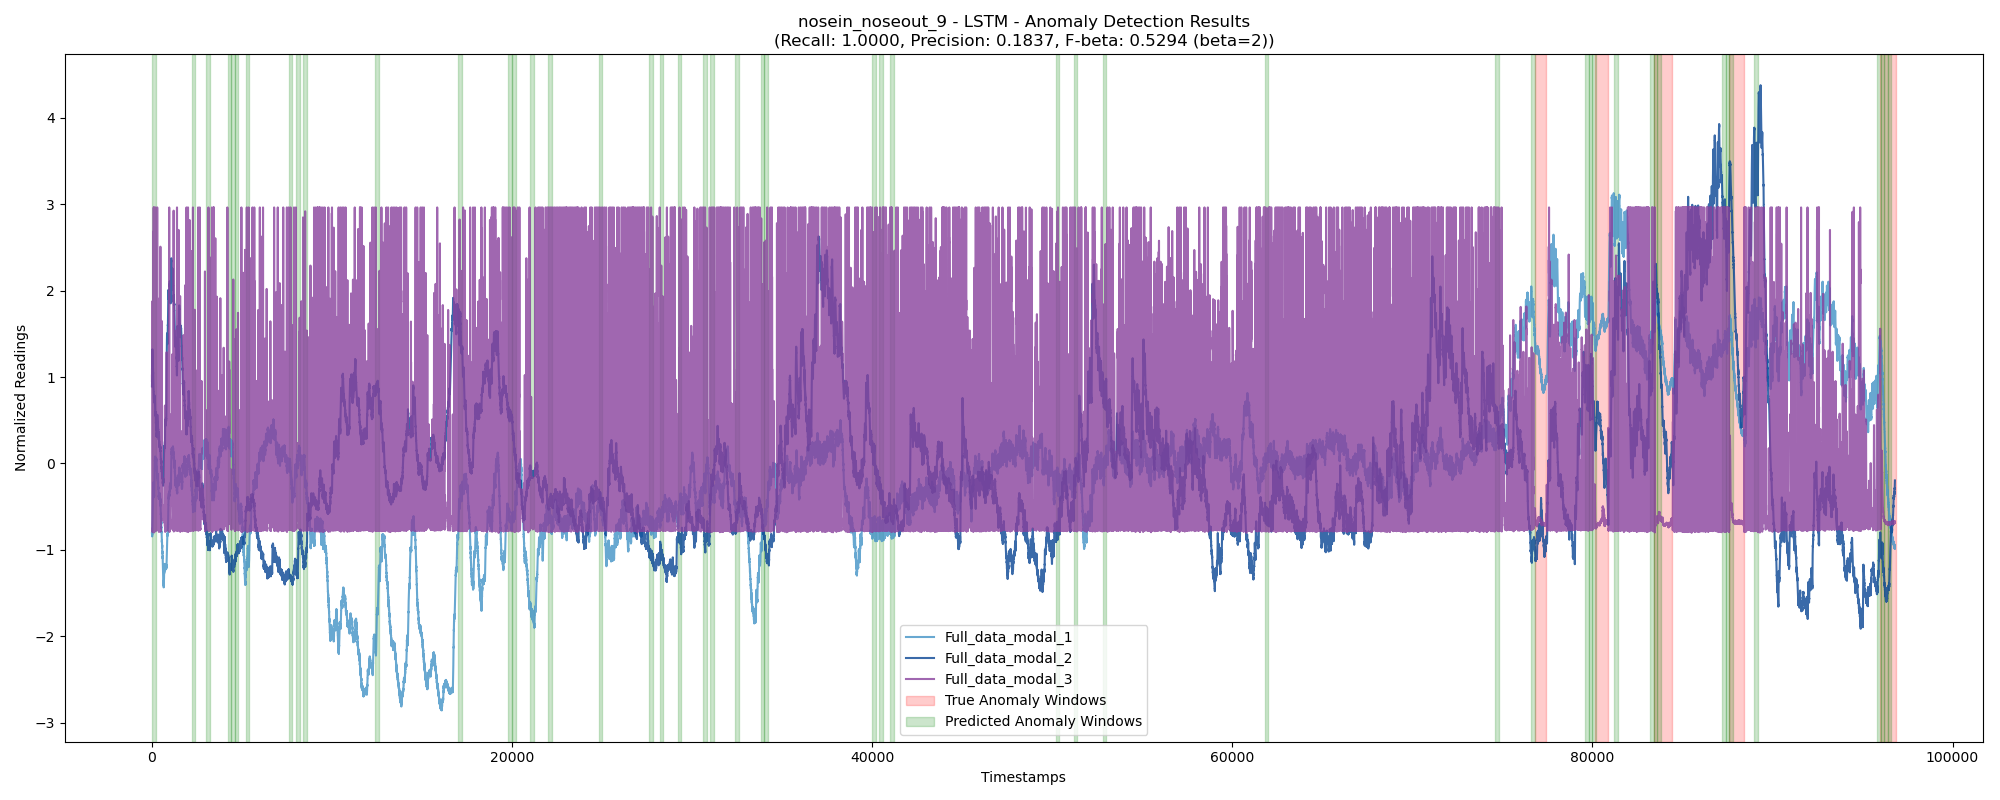 nosein_noseout_9 - LSTM - Anomaly Detection Results
(Recall: 1.0000, Precision: 0.1837, F-beta: 0.5294 (beta=2))
Normalized Readings
4
3
2
1
0
−1
−2
−3
Full_data_modal_1
Full_data_modal_2
Full_data_modal_3
True Anomaly Windows
Predicted Anomaly Windows
0
20000
40000
60000
80000
100000
Timestamps